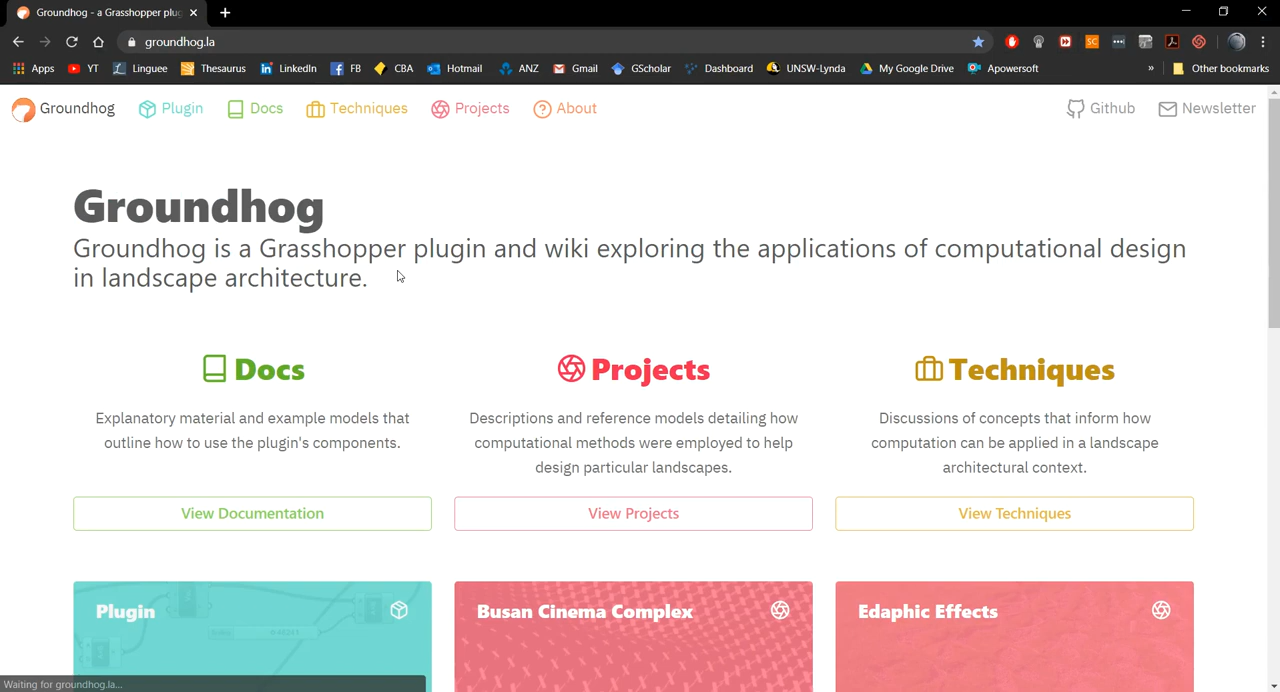 Groundhog - a Grasshopper plug
groundhog.la
Apps YT Linguee Thesaurus LinkedIn FB CBA Hotmail ANZ Gmail GScholar Dashboard UNSW-Lynda My Google Drive Apowersoft » Other bookmarks
Groundhog Plugin Docs Techniques Projects About Github Newsletter
Groundhog
Groundhog is a Grasshopper plugin and wiki exploring the applications of computational design
in landscape architecture.
Docs
Explanatory material and example models that
outline how to use the plugin's components.
View Documentation
Projects
Descriptions and reference models detailing how
computational methods were employed to help
design particular landscapes.
View Projects
Techniques
Discussions of concepts that inform how
computation can be applied in a landscape
architectural context.
View Techniques
Plugin
Busan Cinema Complex
Edaphic Effects
Waiting for groundhog.la...